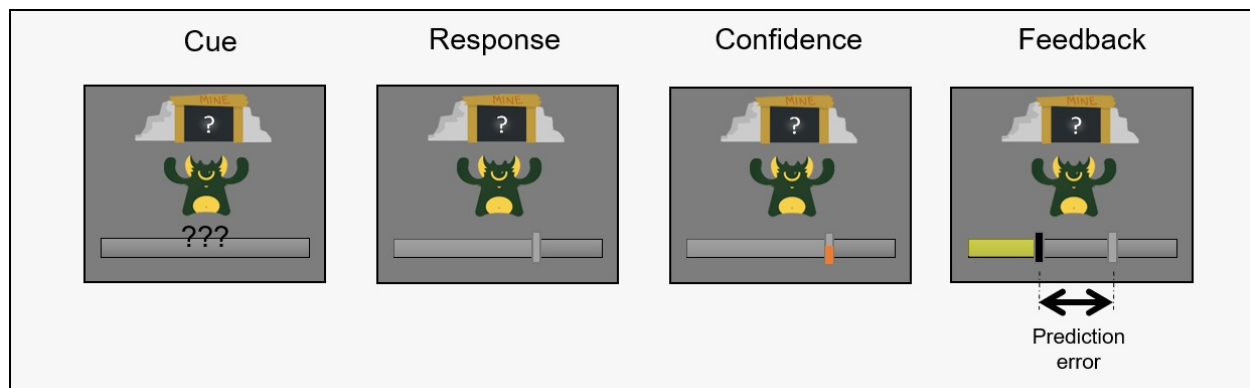 Cue
Response
Confidence
Feedback
MINE
?
MINE
?
MINE
?
MINE
?
???
Prediction
error